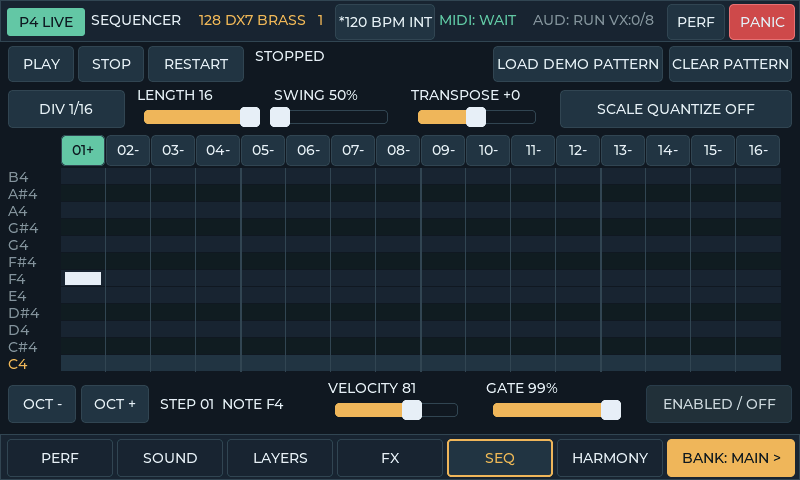 P4 LIVE SEQUENCER 128 DX7 BRASS 1 *120 BPM INT MIDI: WAIT AUD: RUN VX:0/8 PERF PANIC
PLAY STOP RESTART STOPPED LOAD DEMO PATTERN CLEAR PATTERN
DIV 1/16 LENGTH 16 SWING 50% TRANSPOSE +0 SCALE QUANTIZE OFF
01+ 02- 03- 04- 05- 06- 07- 08- 09- 10- 11- 12- 13- 14- 15- 16-
B4
A#4
A4
G#4
G4
F#4
F4
E4
D#4
D4
C#4
C4
OCT - OCT + STEP 01 NOTE F4 VELOCITY 81 GATE 99% ENABLED / OFF
PERF SOUND LAYERS FX SEQ HARMONY BANK: MAIN >